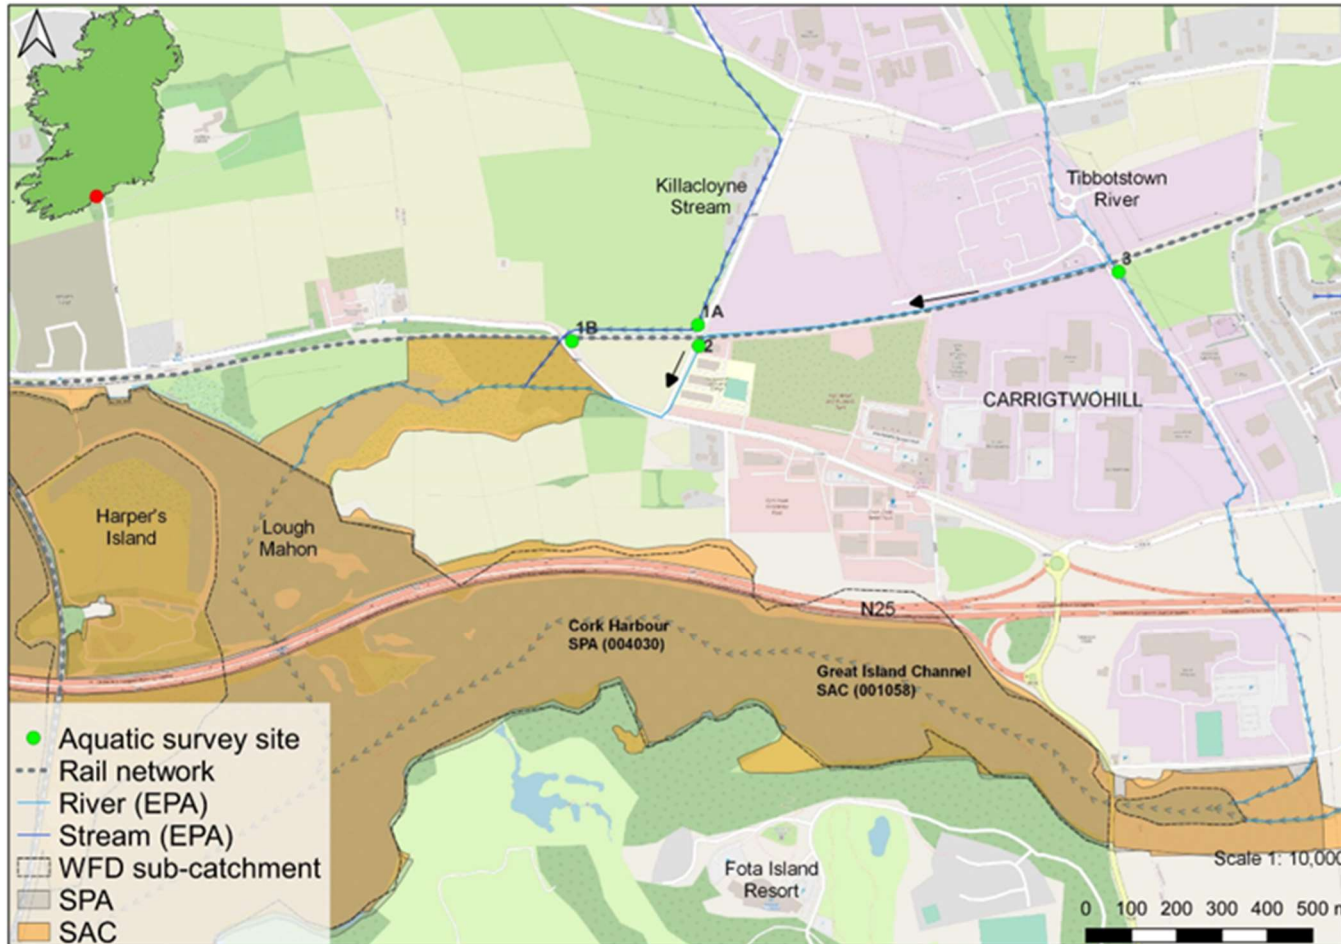 Killacloyne
Stream
Tibbotstown
River
3
1A
1B
2
CARRIGTWOHILL
Harper's
Island
Lough
Mahon
N25
Cork Harbour
SPA (004030)
Great Island Channel
SAC (001058)
Fota Island
Resort
Aquatic survey site
Rail network
River (EPA)
Stream (EPA)
WFD sub-catchment
SPA
SAC
Scale 1: 10,000
0 100 200 300 400 500 m